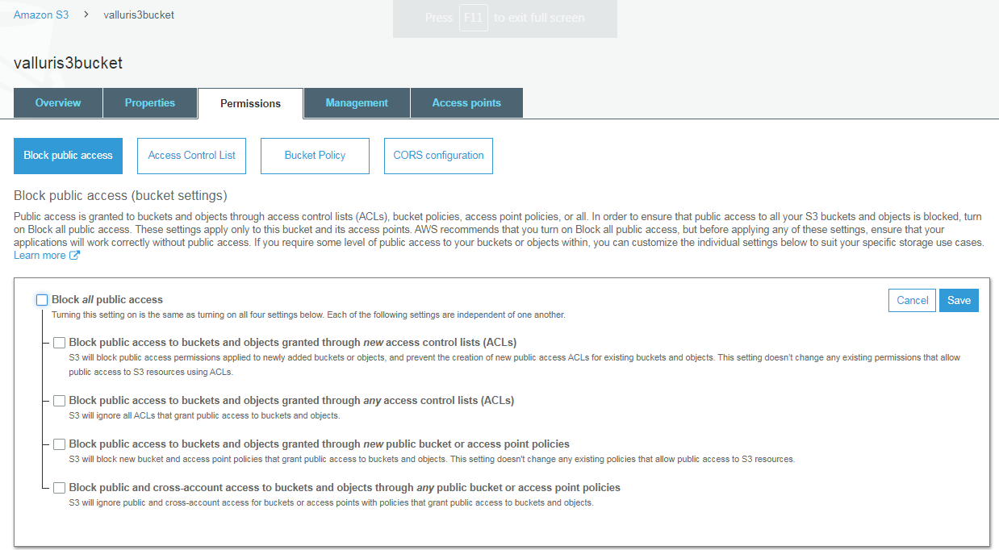 Amazon S3 > valluris3bucket
Press F11 to exit full screen
valluris3bucket
Overview Properties Permissions Management Access points
Block public access Access Control List Bucket Policy CORS configuration
Block public access (bucket settings)
Public access is granted to buckets and objects through access control lists (ACLs), bucket policies, access point policies, or all. In order to ensure that public access to all your S3 buckets and objects is blocked, turn
on Block all public access. These settings apply only to this bucket and its access points. AWS recommends that you turn on Block all public access, but before applying any of these settings, ensure that your
applications will work correctly without public access. If you require some level of public access to your buckets or objects within, you can customize the individual settings below to suit your specific storage use cases.
Learn more
Block all public access
Cancel Save
Turning this setting on is the same as turning on all four settings below. Each of the following settings are independent of one another.
Block public access to buckets and objects granted through new access control lists (ACLs)
S3 will block public access permissions applied to newly added buckets or objects, and prevent the creation of new public access ACLs for existing buckets and objects. This setting doesn't change any existing permissions that allow
public access to S3 resources using ACLs.
Block public access to buckets and objects granted through any access control lists (ACLs)
S3 will ignore all ACLs that grant public access to buckets and objects.
Block public access to buckets and objects granted through new public bucket or access point policies
S3 will block new bucket and access point policies that grant public access to buckets and objects. This setting doesn't change any existing policies that allow public access to S3 resources.
Block public and cross-account access to buckets and objects through any public bucket or access point policies
S3 will ignore public and cross-account access for buckets or access points with policies that grant public access to buckets and objects.